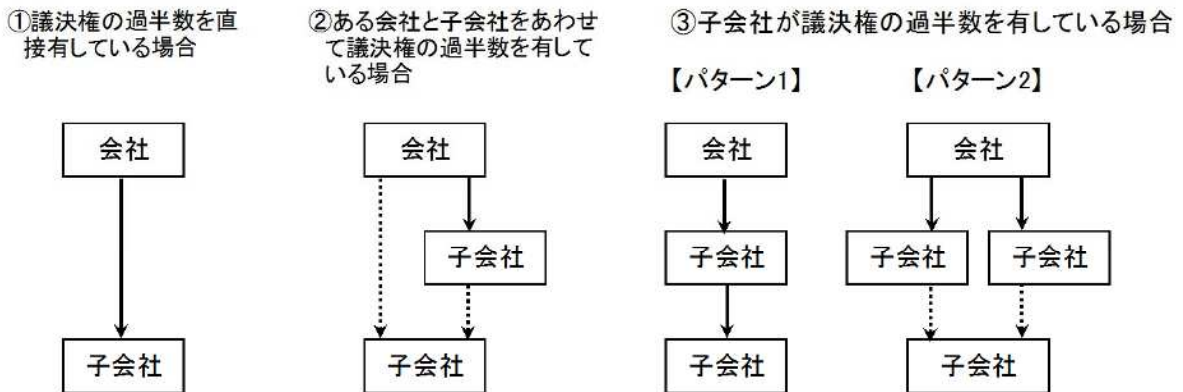 ①議決権の過半数を直
接有している場合
②ある会社と子会社をあわせ
て議決権の過半数を有して
いる場合
③子会社が議決権の過半数を有している場合
【パターン1】
【パターン2】
会社
会社
会社
会社
子会社
子会社
子会社
子会社
子会社
子会社
子会社
子会社